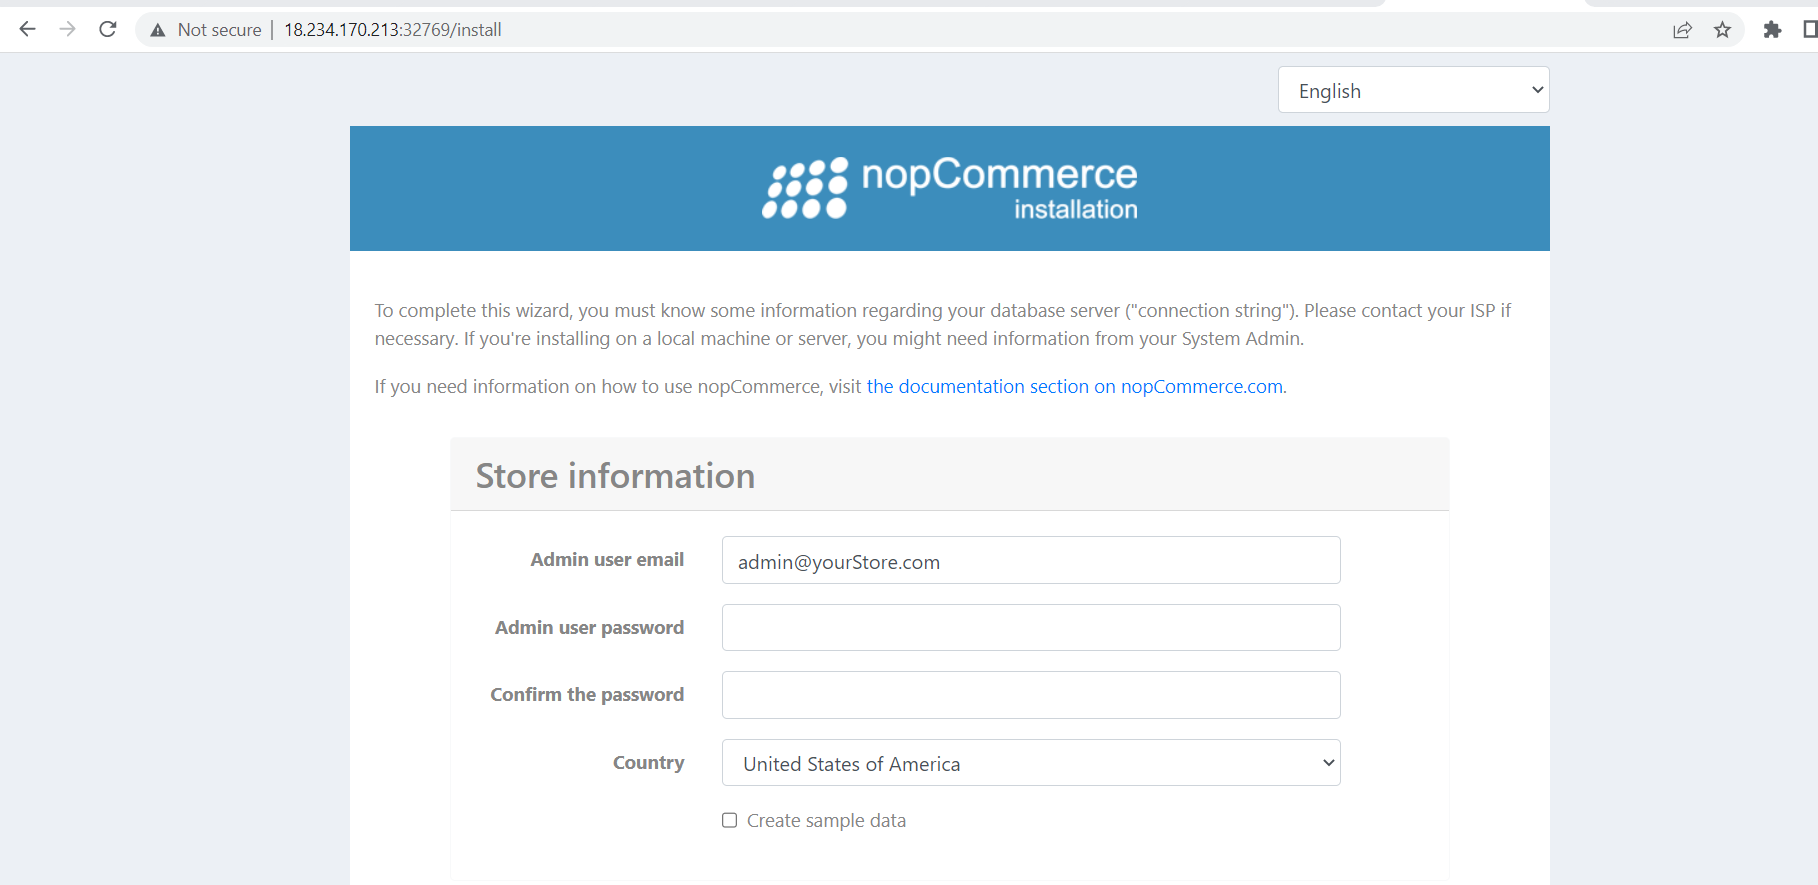 Not secure | 18.234.170.213:32769/install
English
nopCommerce
installation
To complete this wizard, you must know some information regarding your database server ("connection string"). Please contact your ISP if
necessary. If you're installing on a local machine or server, you might need information from your System Admin.
If you need information on how to use nopCommerce, visit the documentation section on nopCommerce.com.
Store information
Admin user email admin@yourStore.com
Admin user password
Confirm the password
Country United States of America
Create sample data